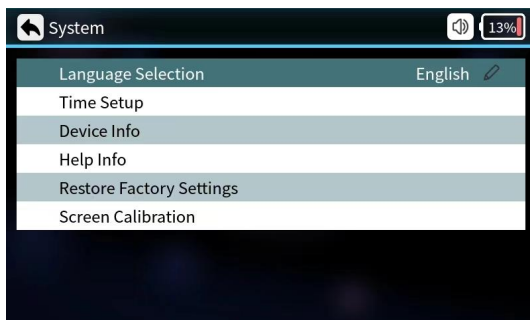 System
13%
Language Selection English
Time Setup
Device Info
Help Info
Restore Factory Settings
Screen Calibration